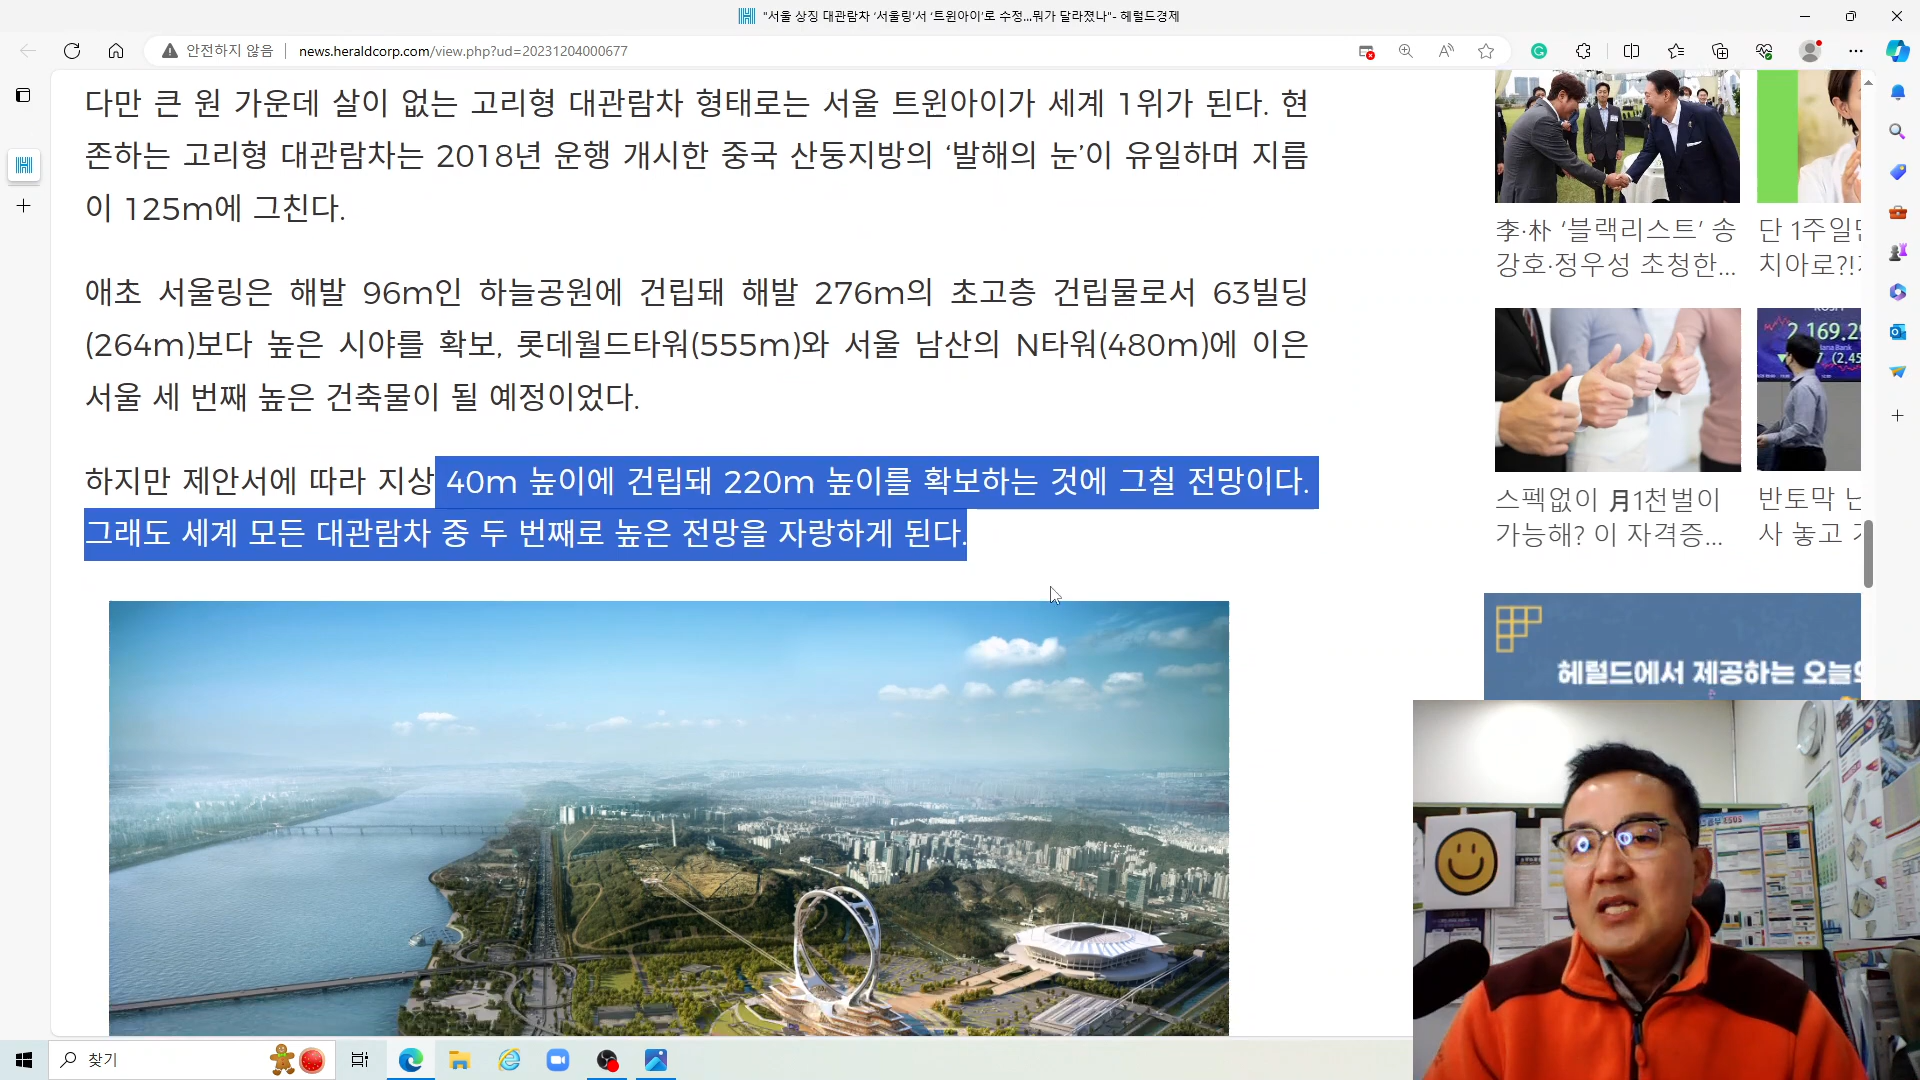 "서울 상징 대관람차 ‘서울링’서 ‘트윈아이’로 수정...뭐가 달라졌나"- 헤럴드경제
안전하지 않음
news.heraldcorp.com/view.php?ud=20231204000677
다만 큰 원 가운데 살이 없는 고리형 대관람차 형태로는 서울 트윈아이가 세계 1위가 된다. 현
존하는 고리형 대관람차는 2018년 운행 개시한 중국 산둥지방의 ‘발해의 눈’이 유일하며 지름
이 125m에 그친다.
애초 서울링은 해발 96m인 하늘공원에 건립돼 해발 276m의 초고층 건립물로서 63빌딩
(264m)보다 높은 시야를 확보, 롯데월드타워(555m)와 서울 남산의 N타워(480m)에 이은
서울 세 번째 높은 건축물이 될 예정이었다.
하지만 제안서에 따라 지상 40m 높이에 건립돼 220m 높이를 확보하는 것에 그칠 전망이다.
그래도 세계 모든 대관람차 중 두 번째로 높은 전망을 자랑하게 된다.
李·朴 ‘블랙리스트’ 송
강호·정우성 초청한...
단 1주일
치아로?!
2,169.2
Hana Bank
(2.45
스펙없이 月1천벌이
가능해? 이 자격증...
반토막
사 놓고
헤럴드에서 제공하는 오늘
찾기